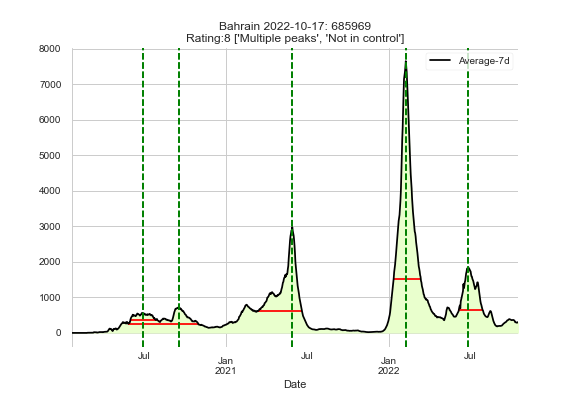 Bahrain 2022-10-17: 685969
Rating:8 ['Multiple peaks', 'Not in control']
Average-7d
8000
7000
6000
5000
4000
3000
2000
1000
0
Jul
Jan
2021
Jul
Jan
2022
Jul
Date